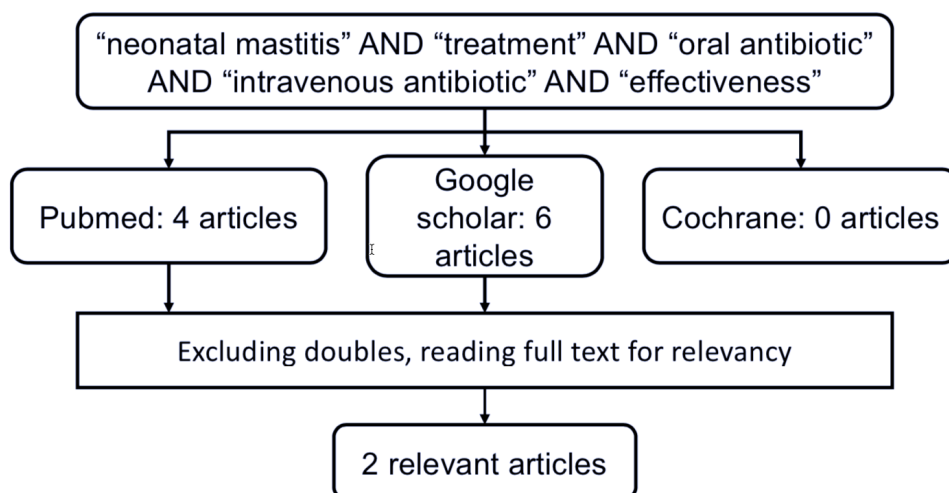 “neonatal mastitis” AND “treatment” AND “oral antibiotic”
AND “intravenous antibiotic” AND “effectiveness”
Pubmed: 4 articles
Google
scholar: 6
articles
Cochrane: 0 articles
Excluding doubles, reading full text for relevancy
2 relevant articles